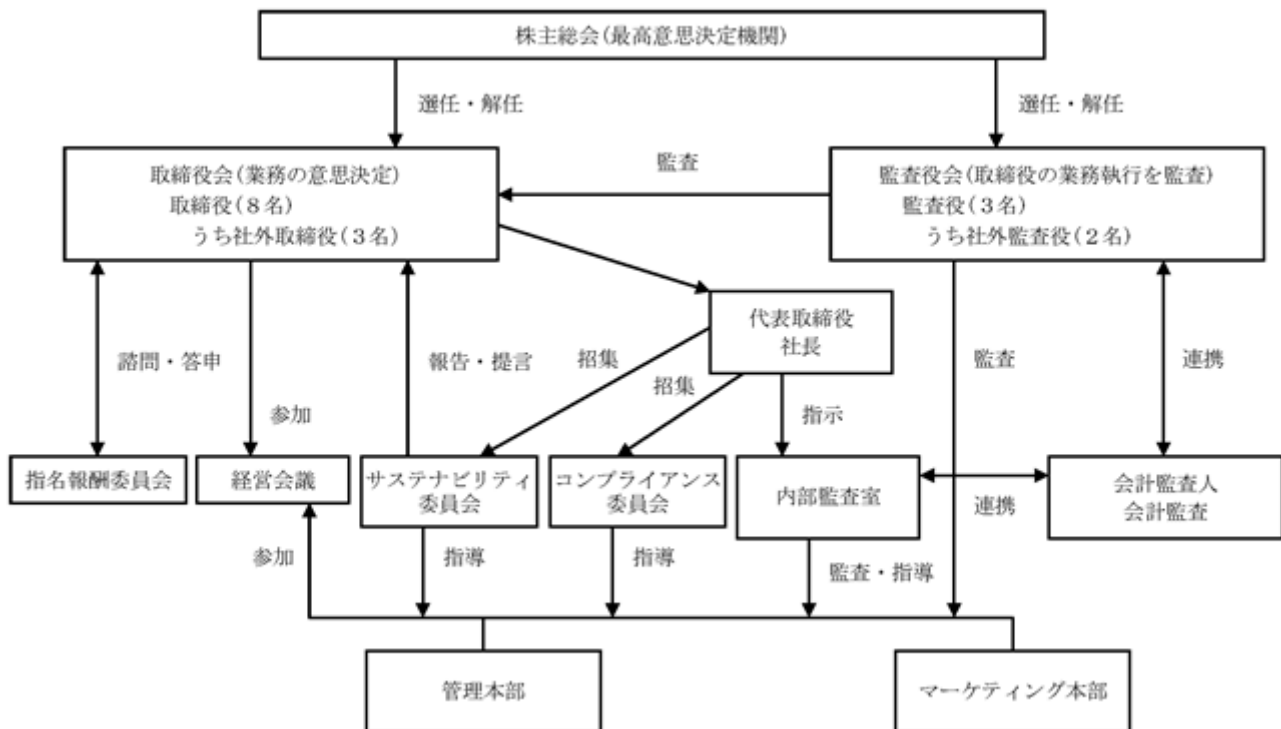 株主総会(最高意思決定機関)
選任・解任
選任・解任
取締役会(業務の意思決定)
取締役(8名)
うち社外取締役(3名)
監査
監査役会(取締役の業務執行を監査)
監査役(3名)
うち社外監査役(2名)
代表取締役
社長
諮問・答申
参加
報告・提言
招集
招集
指示
監査
連携
指名報酬委員会
経営会議
サステナビリティ
委員会
コンプライアンス
委員会
内部監査室
連携
会計監査人
会計監査
参加
指導
指導
監査・指導
管理本部
マーケティング本部